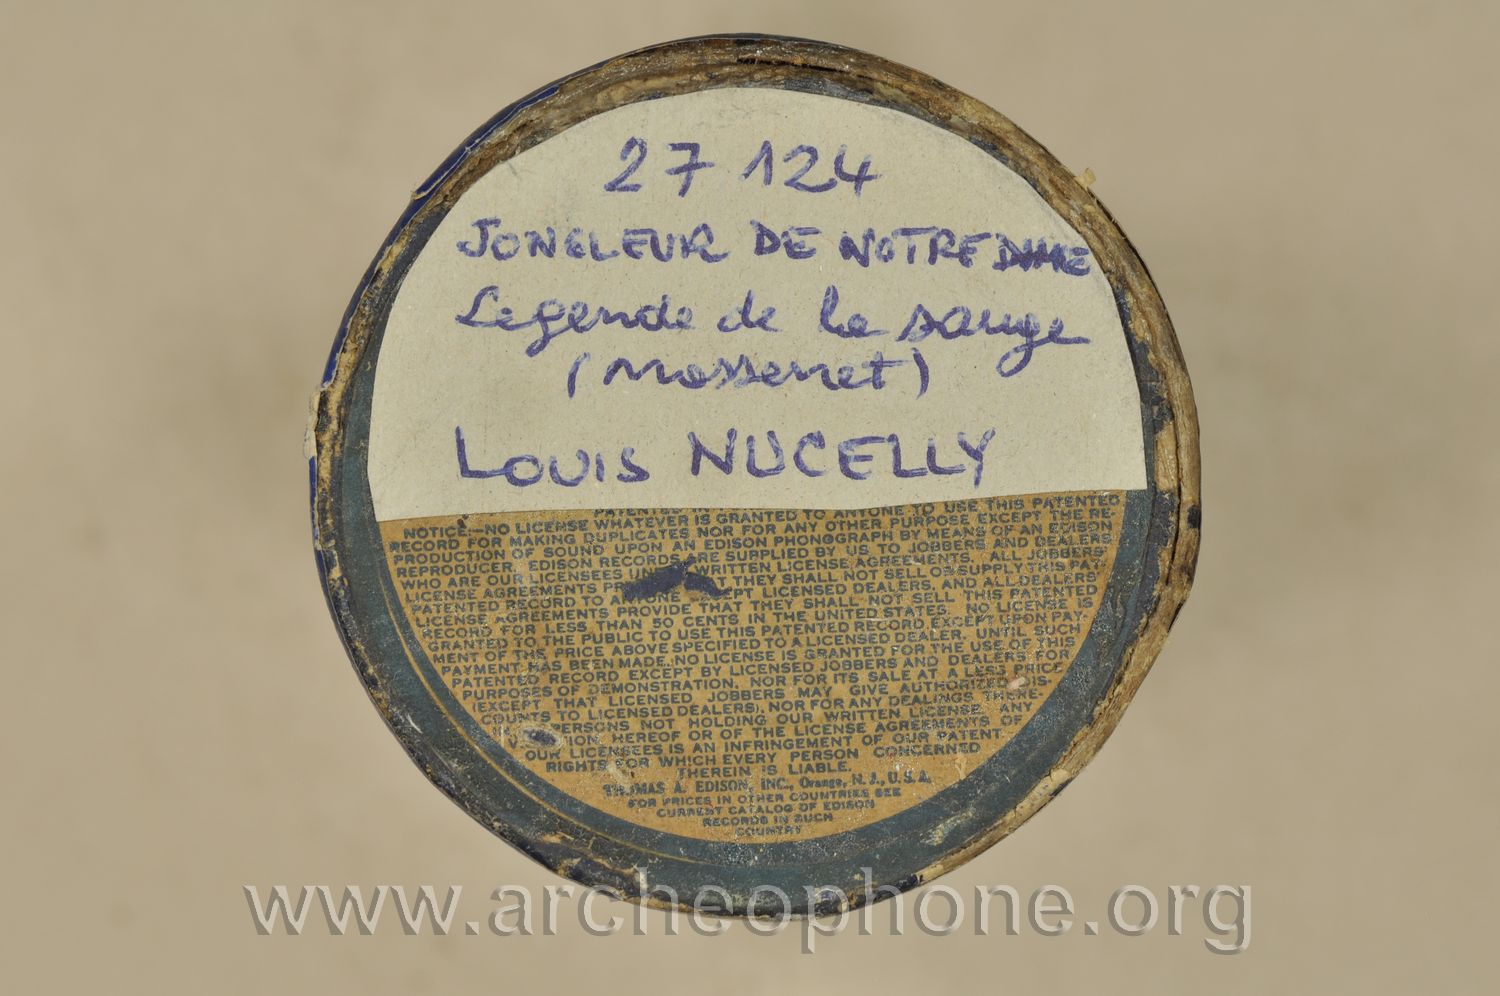 27 124
JONGLEUR DE NOTRE DAME
Legende de la sauge
(Massenet)
LOUIS NUCELLY
PATENTED IN
NOTICE.—NO LICENSE WHATEVER IS GRANTED TO ANYONE TO USE THIS PATENTED
RECORD FOR MAKING DUPLICATES NOR FOR ANY OTHER PURPOSE EXCEPT THE RE-
PRODUCTION OF SOUND UPON AN EDISON PHONOGRAPH BY MEANS OF AN EDISON
REPRODUCER. EDISON RECORDS ARE SUPPLIED BY US TO JOBBERS AND DEALERS
WHO ARE OUR LICENSEES UN WRITTEN LICENSE AGREEMENTS. ALL JOBBERS'
LICENSE AGREEMENTS PR THEY SHALL NOT SELL OR SUPPLY THIS PAT
PATENTED RECORD TO ANYONE EPT LICENSED DEALERS, AND ALL DEALERS'
LICENSE AGREEMENTS PROVIDE THAT THEY SHALL NOT SELL THIS PATENTED
RECORD FOR LESS THAN 50 CENTS IN THE UNITED STATES. NO LICENSE IS
GRANTED TO THE PUBLIC TO USE THIS PATENTED RECORD EXCEPT UPON PAY-
MENT OF THE PRICE ABOVE SPECIFIED TO A LICENSED DEALER. UNTIL SUCH
PAYMENT HAS BEEN MADE, NO LICENSE IS GRANTED FOR THE USE OF THIS
PATENTED RECORD EXCEPT BY LICENSED JOBBERS AND DEALERS FOR
PURPOSES OF DEMONSTRATION, NOR FOR ITS SALE AT A LESS PRICE
(EXCEPT THAT LICENSED JOBBERS MAY GIVE AUTHORIZED DIS-
COUNTS TO LICENSED DEALERS), NOR FOR ANY DEALINGS THERE-
PERSONS NOT HOLDING OUR WRITTEN LICENSE. ANY
V TION HEREOF OR OF THE LICENSE AGREEMENTS OF
OUR LICENSEES IS AN INFRINGEMENT OF OUR PATENT
RIGHTS FOR WHICH EVERY PERSON CONCERNED
THEREIN IS LIABLE.
THOMAS A. EDISON, INC., Orange, N. J., U. S. A.
FOR PRICES IN OTHER COUNTRIES SEE
CURRENT CATALOG OF EDISON
RECORDS IN SUCH
COUNTRY
www.archeophone.org